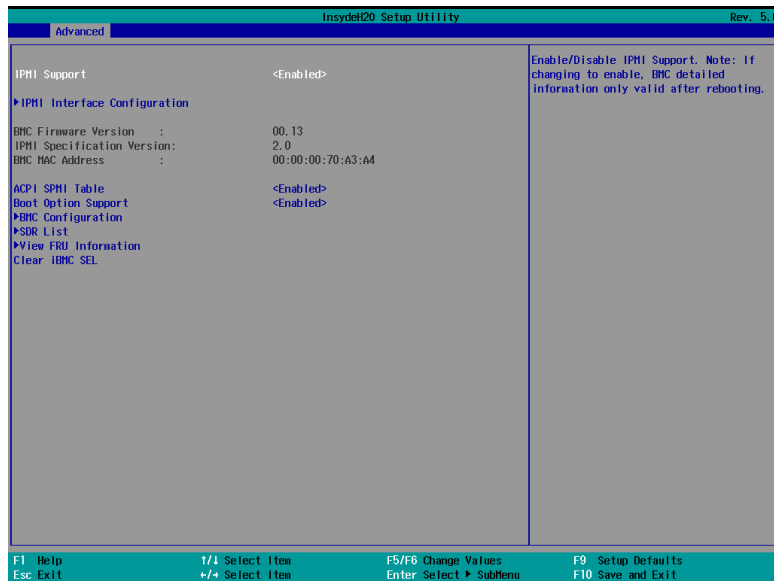 InsydeH20 Setup Utility Rev. 5.
Advanced
IPMI Support <Enabled>
▶IPMI Interface Configuration
BMC Firmware Version : 00.13
IPMI Specification Version: 2.0
BMC MAC Address : 00:00:00:70:A3:A4
ACPI SPMI Table <Enabled>
Boot Option Support <Enabled>
▶BMC Configuration
▶SDR List
▶View FRU Information
Clear iBMC SEL
Enable/Disable IPMI Support. Note: If
changing to enable, BMC detailed
information only valid after rebooting.
F1 Help ↑/↓ Select Item F5/F6 Change Values F9 Setup Defaults
Esc Exit ←/→ Select Item Enter Select ▶ SubMenu F10 Save and Exit